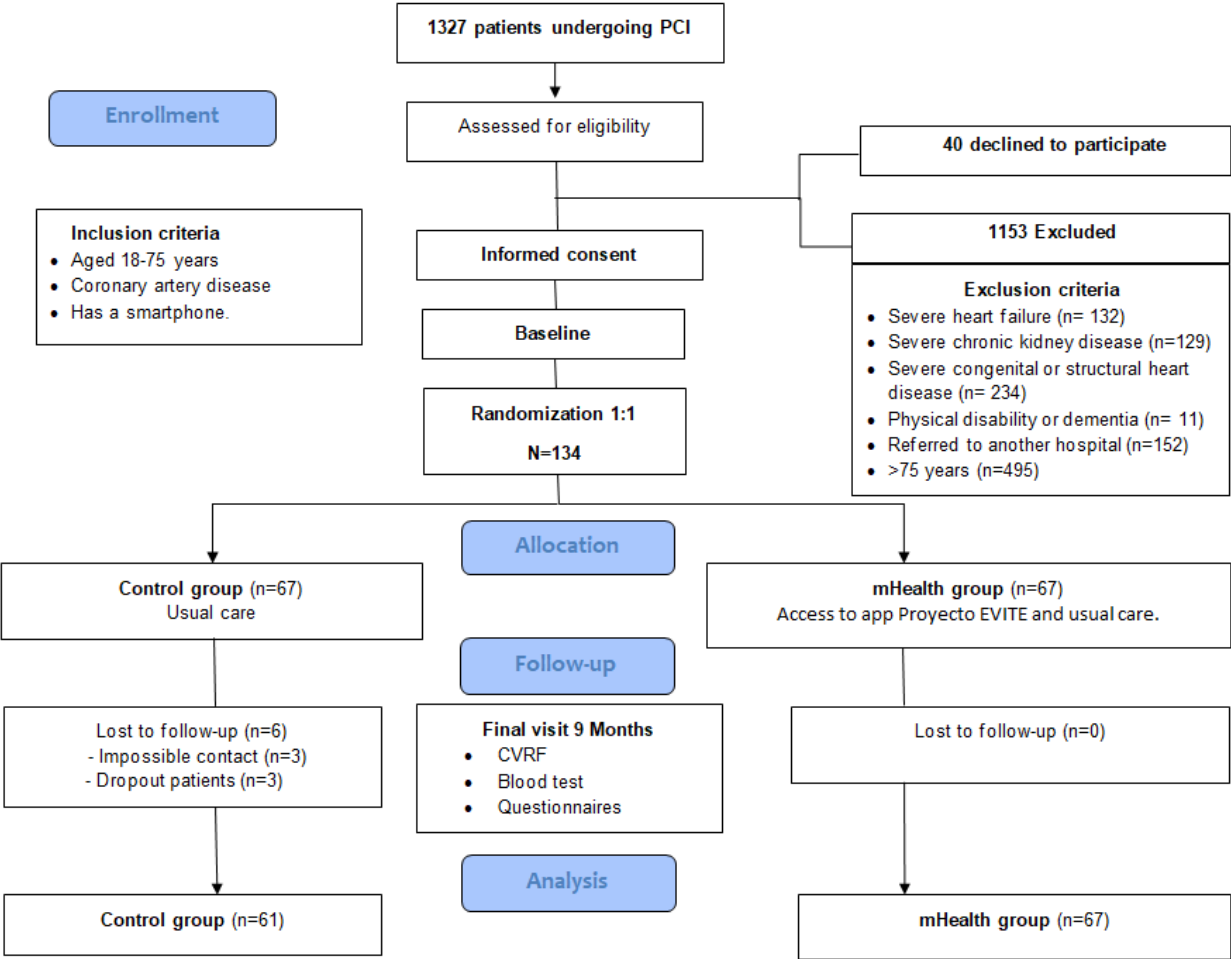 1327 patients undergoing PCI
Enrollment
Assessed for eligibility
40 declined to participate
Inclusion criteria
• Aged 18-75 years
• Coronary artery disease
• Has a smartphone.
1153 Excluded
Informed consent
Exclusion criteria
• Severe heart failure (n= 132)
• Severe chronic kidney disease (n=129)
• Severe congenital or structural heart
disease (n= 234)
• Physical disability or dementia (n= 11)
• Referred to another hospital (n=152)
• >75 years (n=495)
Baseline
Randomization 1:1
N=134
Allocation
Control group (n=67)
Usual care
mHealth group (n=67)
Access to app Proyecto EVITE and usual care.
Follow-up
Lost to follow-up (n=6)
- Impossible contact (n=3)
- Dropout patients (n=3)
Final visit 9 Months
• CVRF
• Blood test
• Questionnaires
Lost to follow-up (n=0)
Analysis
Control group (n=61)
mHealth group (n=67)